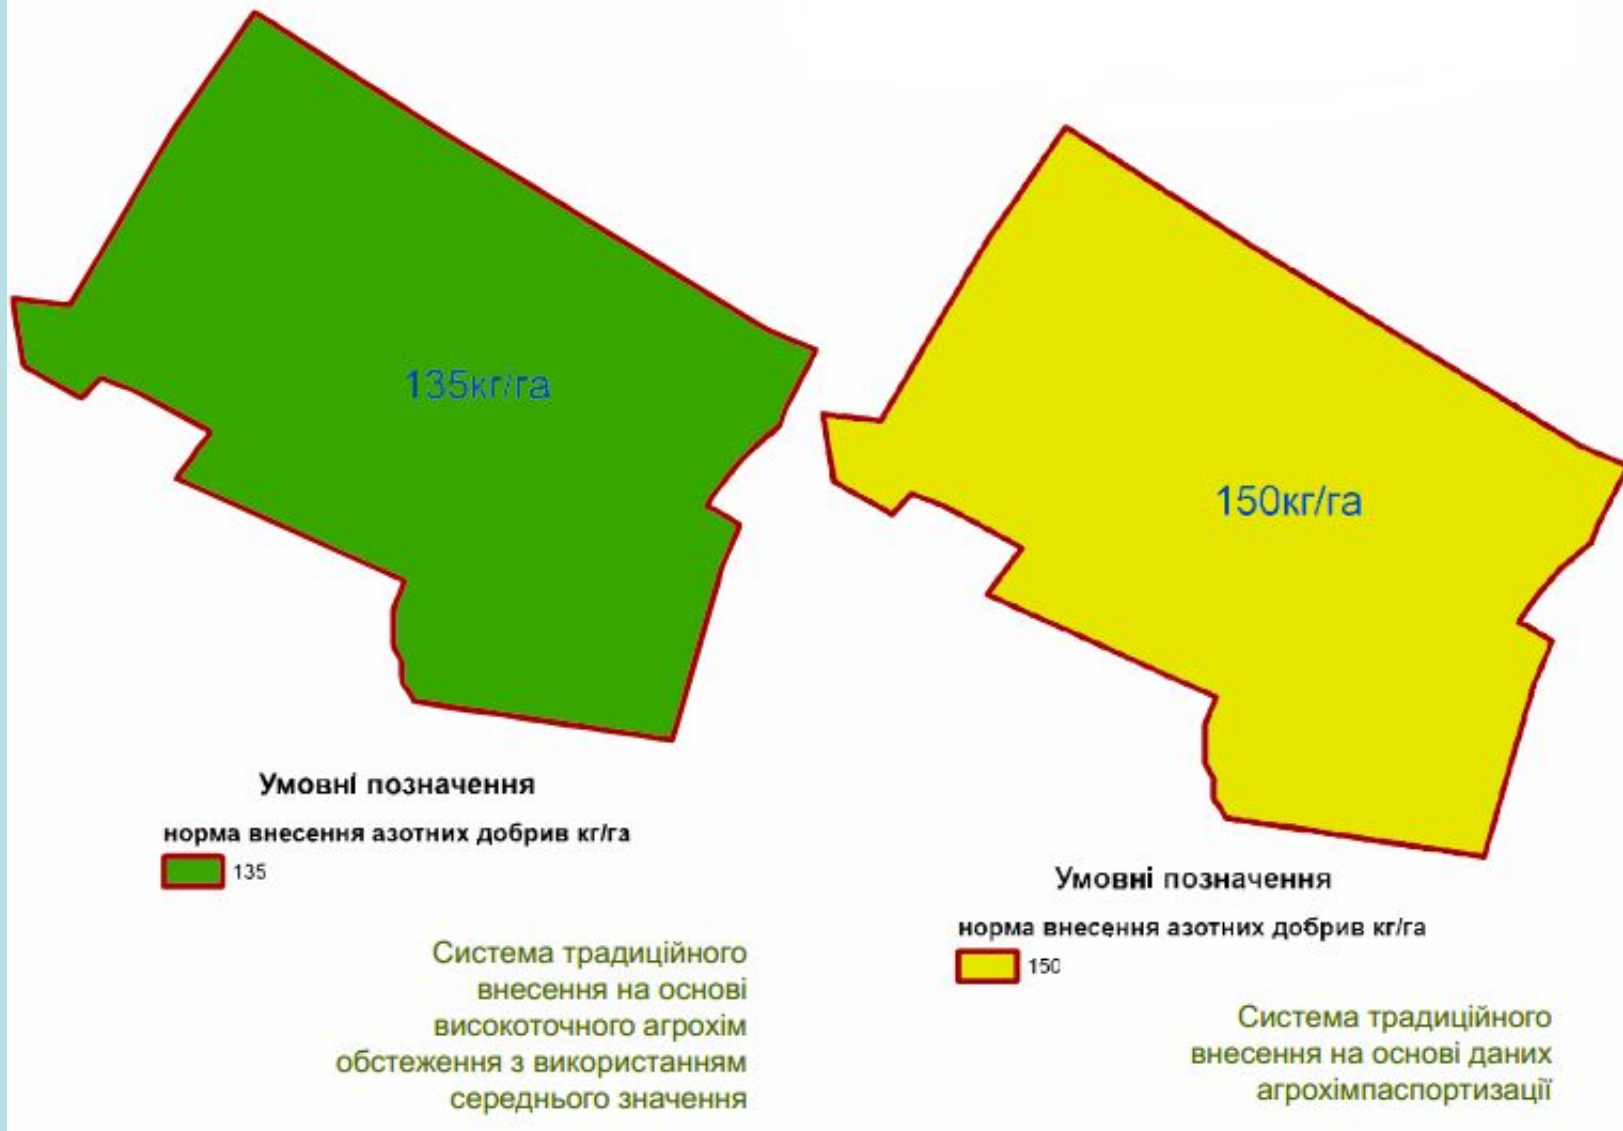 135кг/га
Умовні позначення
норма внесення азотних добрив кг/га
135
Система традиційного
внесення на основі
високоточного агрохім
обстеження з використанням
середнього значення
150кг/га
Умовні позначення
норма внесення азотних добрив кг/га
150
Система традиційного
внесення на основі даних
агрохімпаспортизації